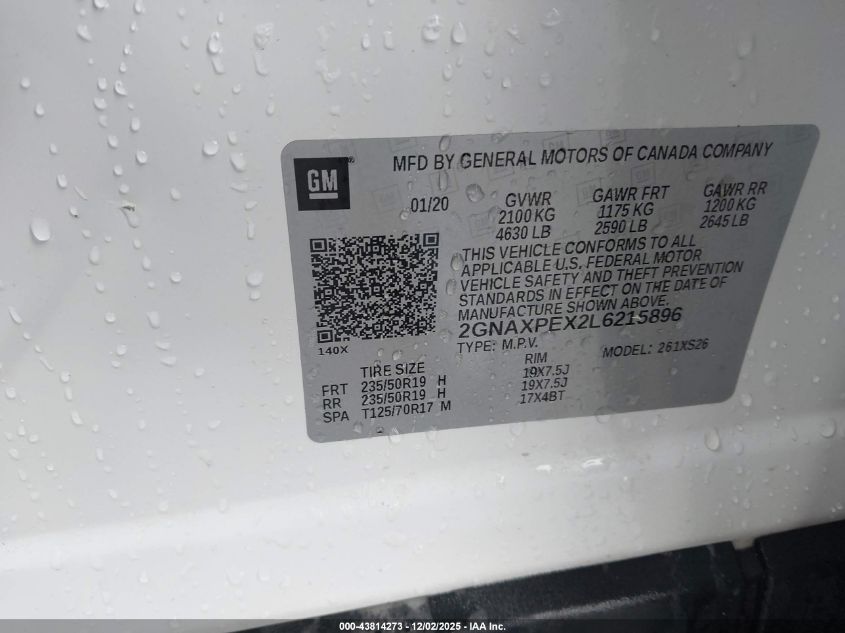 GM
MFD BY GENERAL MOTORS OF CANADA COMPANY
01/20
GVWR GAWR FRT GAWR RR
2100 KG 1175 KG 1200 KG
4630 LB 2590 LB 2645 LB
THIS VEHICLE CONFORMS TO ALL
APPLICABLE U.S. FEDERAL MOTOR
VEHICLE SAFETY AND THEFT PREVENTION
STANDARDS IN EFFECT ON THE DATE OF
MANUFACTURE SHOWN ABOVE.
2GNAXPEX2L6215896
140X
TYPE: M.P.V. MODEL: 261XS26
TIRE SIZE RIM
FRT 235/50R19 H 19X7.5J
RR 235/50R19 H 19X7.5J
SPA T125/70R17 M 17X4BT
000-43814273 - 12/02/2025 - IAA Inc.